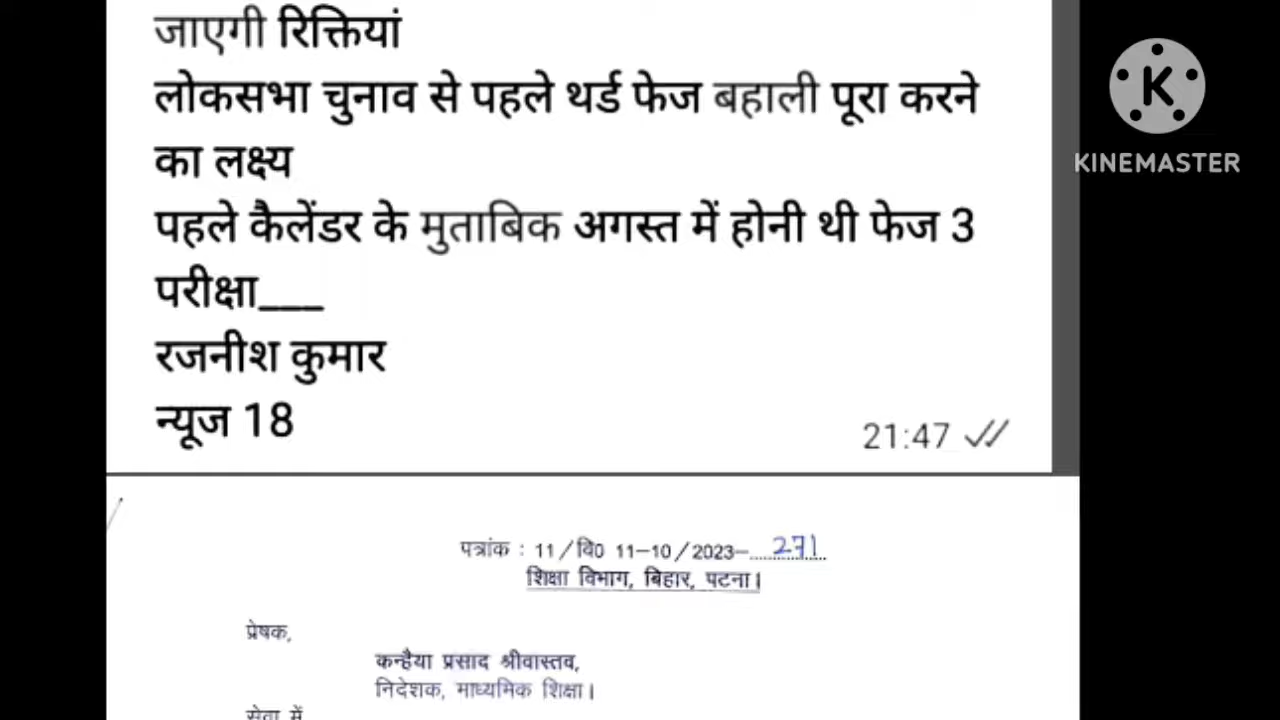 जाएगी रिक्तियां
लोकसभा चुनाव से पहले थर्ड फेज बहाली पूरा करने
का लक्ष्य
पहले कैलेंडर के मुताबिक अगस्त में होनी थी फेज 3
परीक्षा___
रजनीश कुमार
न्यूज 18
21:47
K
KINEMASTER
पत्रांक : 11/वि0 11-10/2023-...271...
शिक्षा विभाग, बिहार, पटना।
प्रेषक,
कन्हैया प्रसाद श्रीवास्तव,
निदेशक, माध्यमिक शिक्षा।
सेवा में